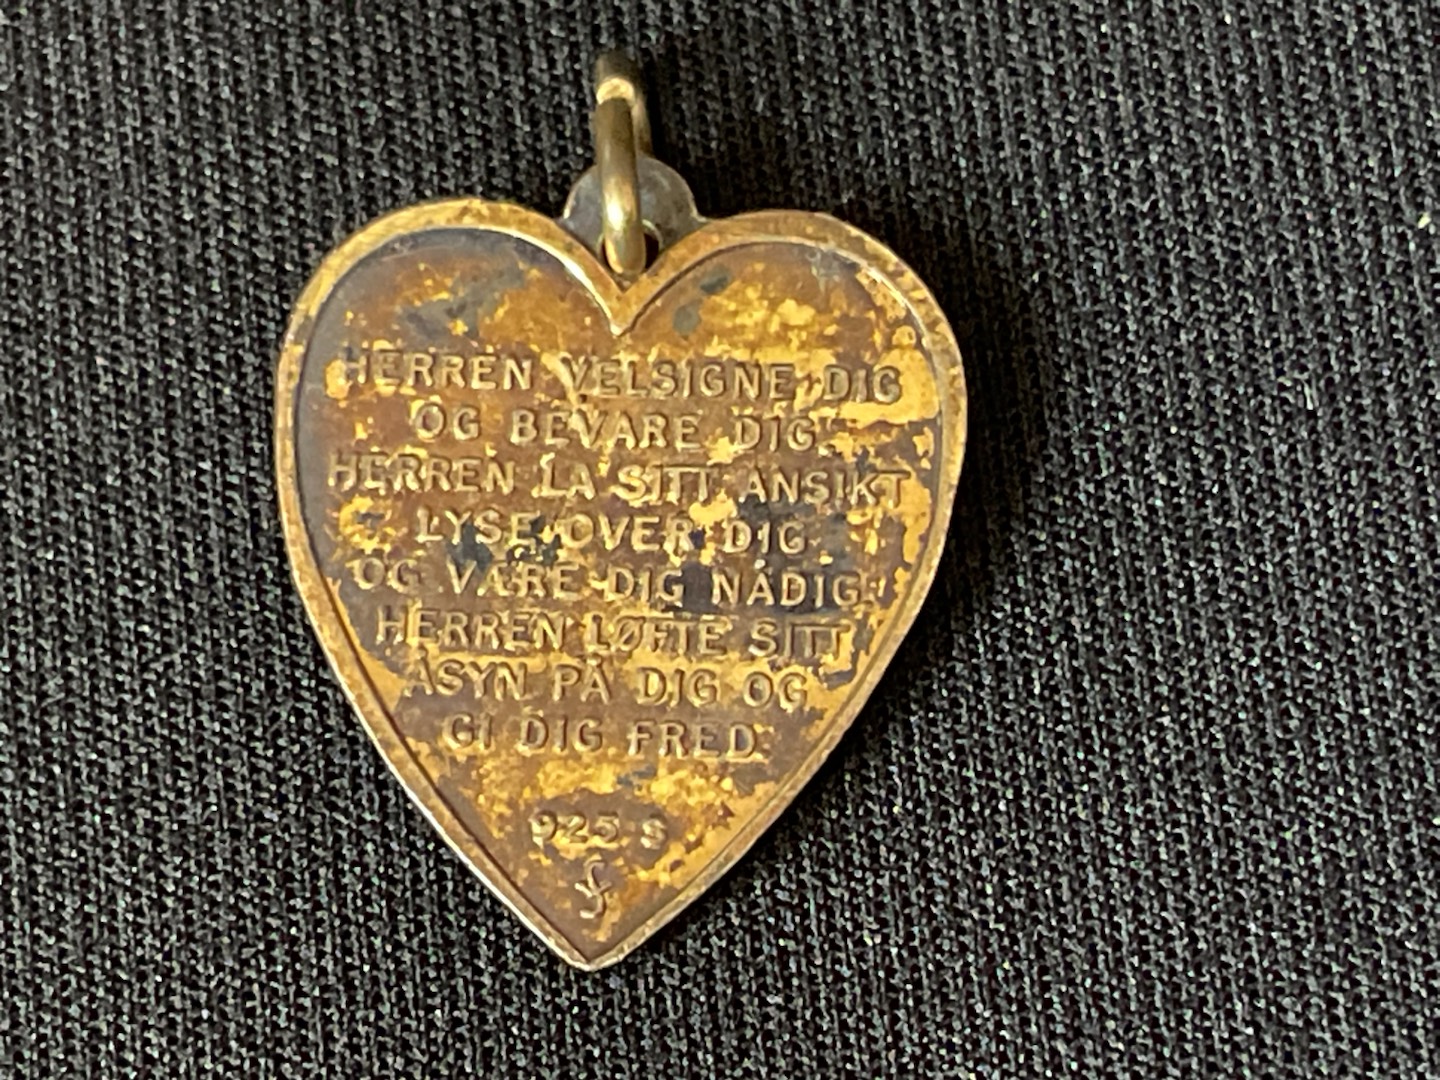 HERREN VELSIGNE DIG
OG BEVARE DIG
HERREN LA SITT ANSIKT
LYSE OVER DIG
OG VÆRE DIG NÅDIG
HERREN LØFTE SITT
ÅSYN PÅ DIG OG
GI DIG FRED
925 S